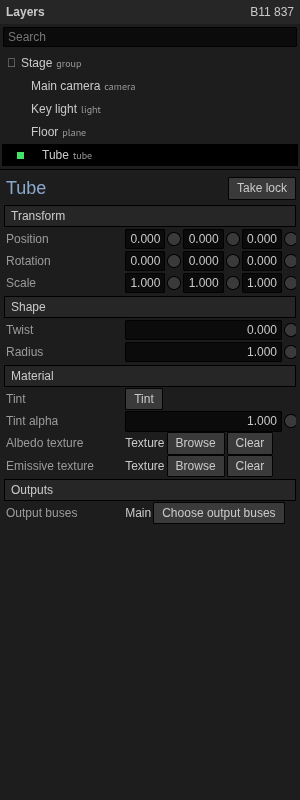 Layers B11 837
Search
Stage group
Main camera camera
Key light light
Floor plane
Tube tube
Tube Take lock
Transform
Position 0.000 0.000 0.000
Rotation 0.000 0.000 0.000
Scale 1.000 1.000 1.000
Shape
Twist 0.000
Radius 1.000
Material
Tint Tint
Tint alpha 1.000
Albedo texture Texture Browse Clear
Emissive texture Texture Browse Clear
Outputs
Output buses Main Choose output buses